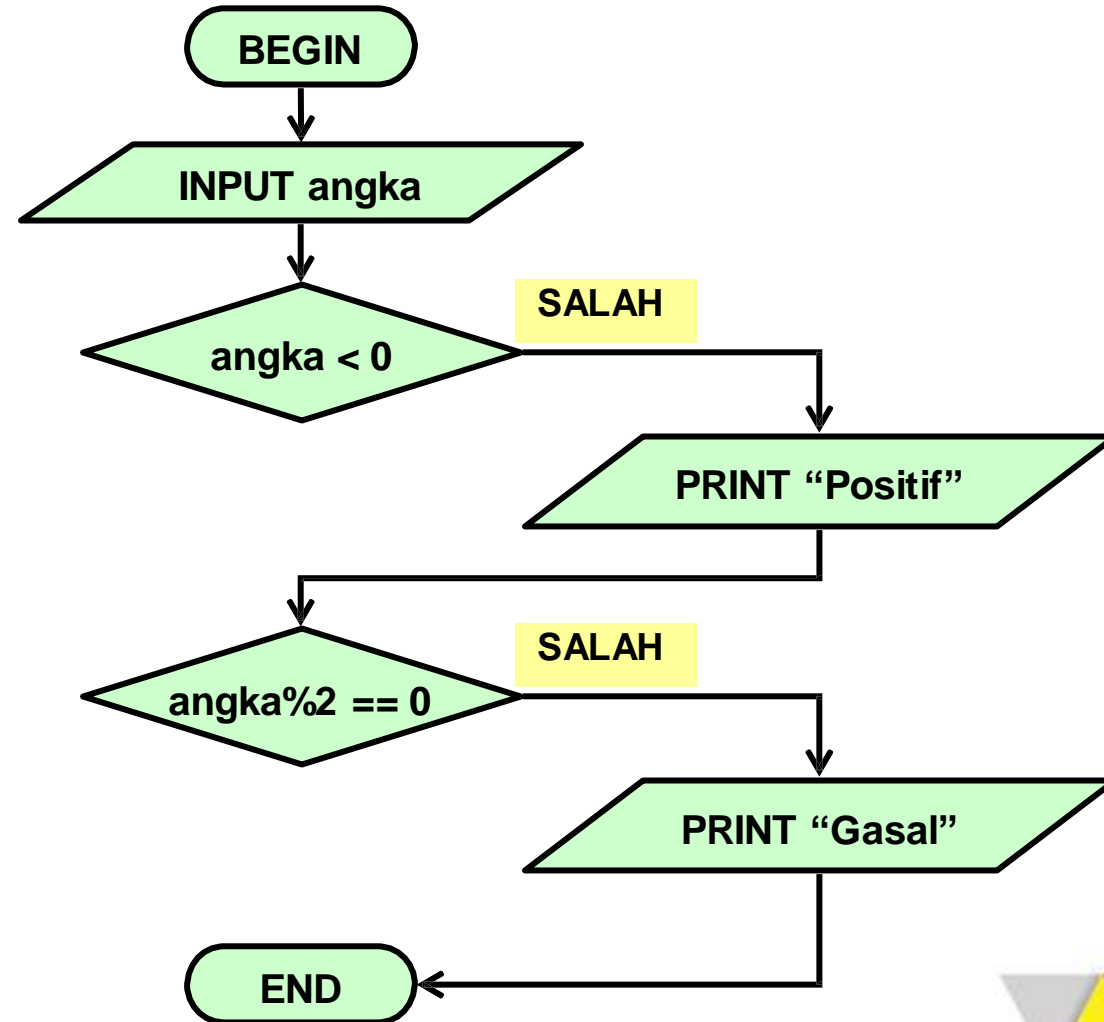 BEGIN
INPUT angka
SALAH
angka < 0
PRINT “Positif”
SALAH
angka%2 == 0
PRINT “Gasal”
END